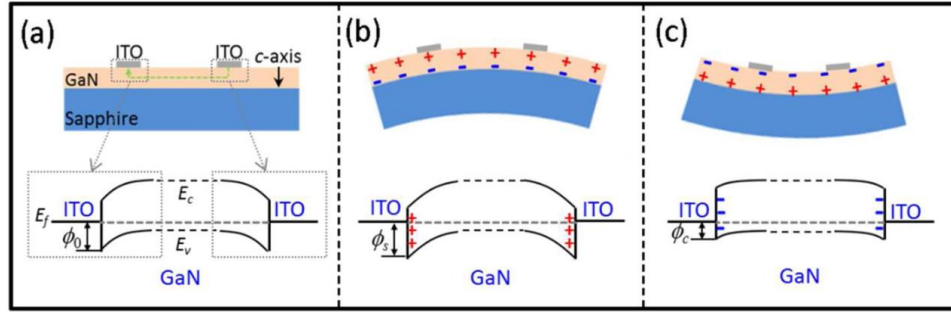 (a)
ITO
ITO
c-axis
GaN
Sapphire
E_f
ITO
E_c
ITO
ϕ_0
E_v
GaN
(b)
+ + + + + + +
- - - - - - -
ITO
ITO
ϕ_s
+ + +
+ + +
GaN
(c)
- - - - - - -
+ + + + + + +
ITO
ITO
ϕ_c
- - -
- - -
GaN